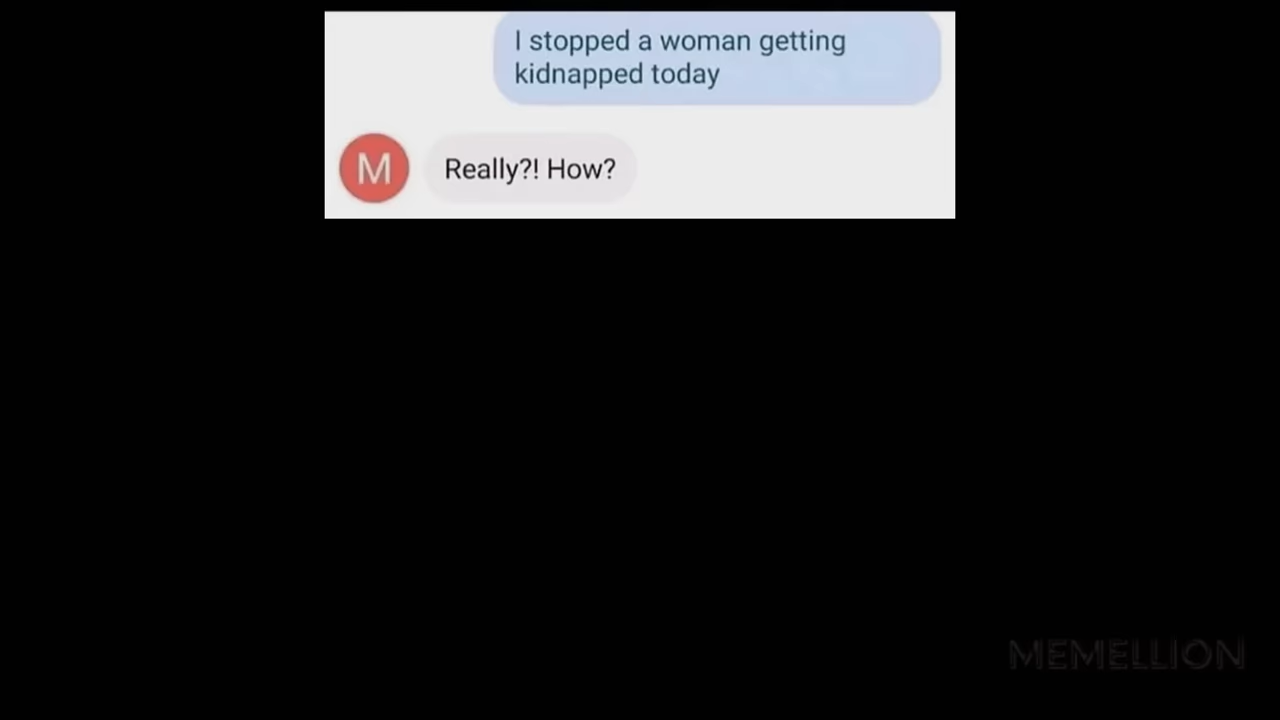 I stopped a woman getting
kidnapped today
M
Really?! How?
MEMELLION